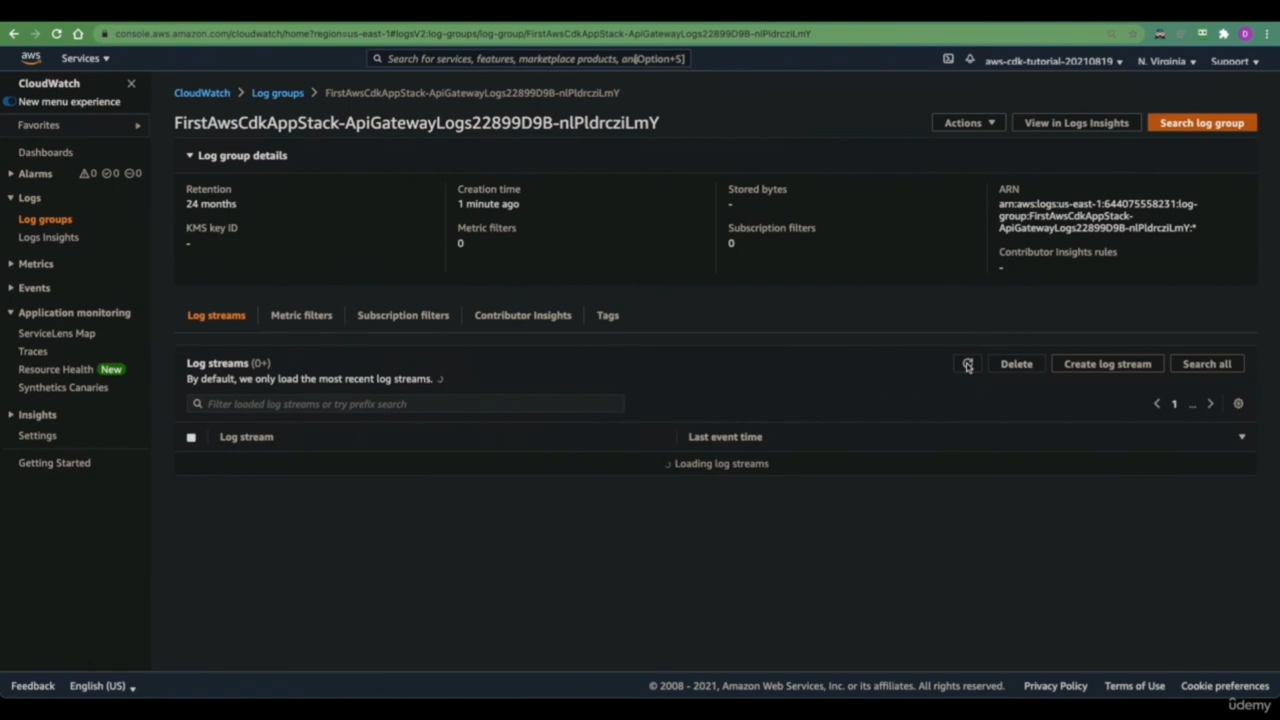 console.aws.amazon.com/cloudwatch/home?region=us-east-1#logsV2:log-groups/log-group/FirstAwsCdkAppStack-ApiGatewayLogs22899D9B-nlPldrcziLmY
D
aws
Services
Search for services, features, marketplace products, an[Option+S]
aws-cdk-tutorial-20210819
N. Virginia
Support
CloudWatch
New menu experience
Favorites
Dashboards
Alarms 0 0 0
Logs
Log groups
Logs Insights
Metrics
Events
Application monitoring
ServiceLens Map
Traces
Resource Health New
Synthetics Canaries
Insights
Settings
Getting Started
CloudWatch > Log groups > FirstAwsCdkAppStack-ApiGatewayLogs22899D9B-nlPldrcziLmY
FirstAwsCdkAppStack-ApiGatewayLogs22899D9B-nlPldrcziLmY
Actions
View in Logs Insights
Search log group
Log group details
Retention
24 months
KMS key ID
-
Creation time
1 minute ago
Metric filters
0
Stored bytes
-
Subscription filters
0
ARN
arn:aws:logs:us-east-1:644075558231:log-
group:FirstAwsCdkAppStack-
ApiGatewayLogs22899D9B-nlPldrcziLmY:*
Contributor Insights rules
-
Log streams
Metric filters
Subscription filters
Contributor Insights
Tags
Log streams (0+)
By default, we only load the most recent log streams.
Delete
Create log stream
Search all
Filter loaded log streams or try prefix search
1 ...
Log stream
Last event time
Loading log streams
Feedback
English (US)
© 2008 - 2021, Amazon Web Services, Inc. or its affiliates. All rights reserved.
Privacy Policy
Terms of Use
Cookie preferences
ûdemy